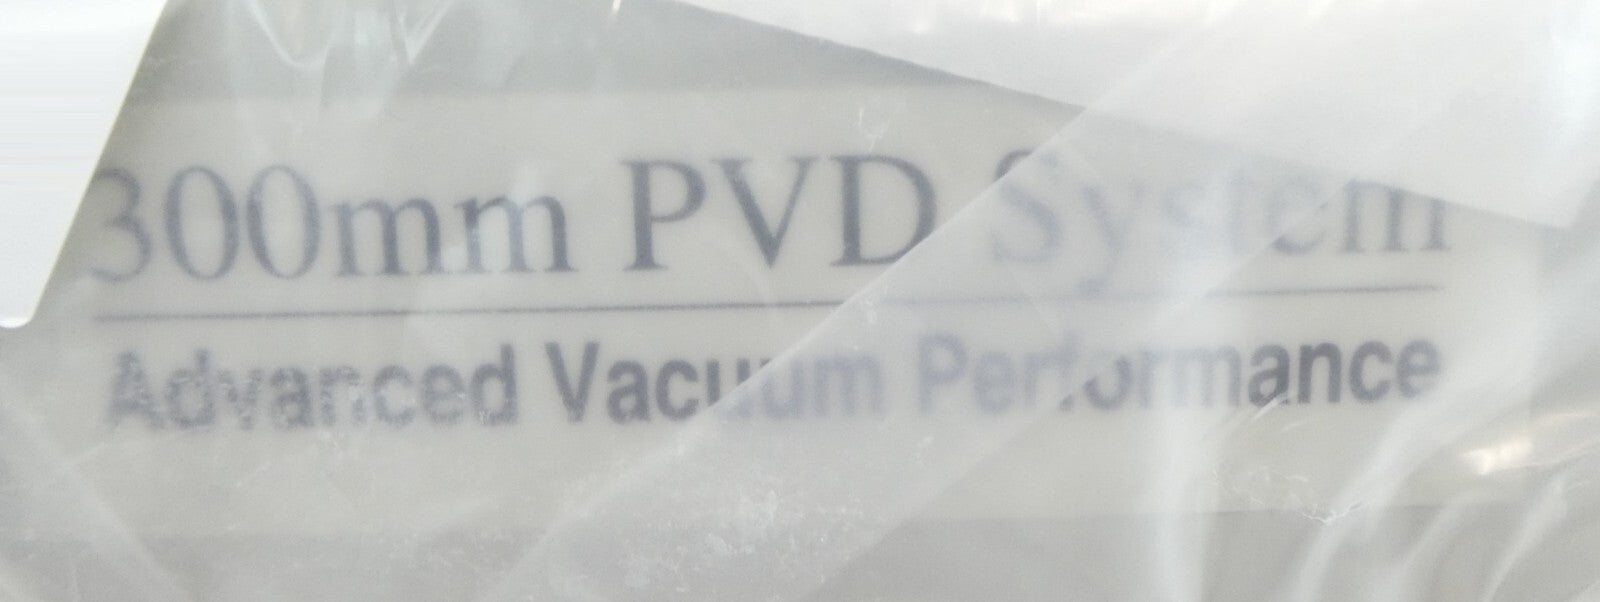 300mm PVD System
Advanced Vacuum Performance